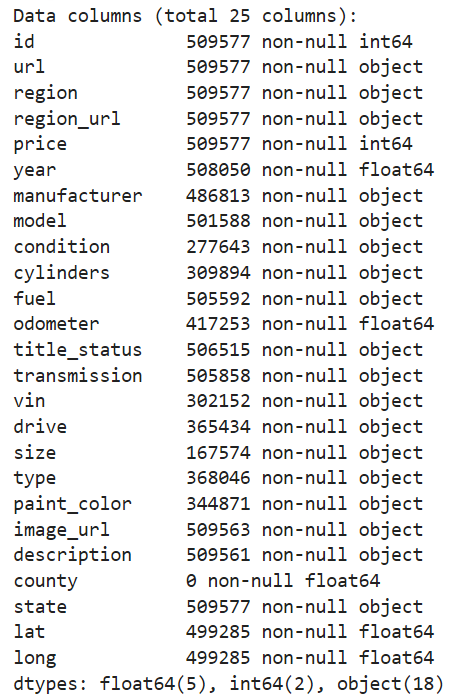 Data columns (total 25 columns):
id 509577 non-null int64
url 509577 non-null object
region 509577 non-null object
region_url 509577 non-null object
price 509577 non-null int64
year 508050 non-null float64
manufacturer 486813 non-null object
model 501588 non-null object
condition 277643 non-null object
cylinders 309894 non-null object
fuel 505592 non-null object
odometer 417253 non-null float64
title_status 506515 non-null object
transmission 505858 non-null object
vin 302152 non-null object
drive 365434 non-null object
size 167574 non-null object
type 368046 non-null object
paint_color 344871 non-null object
image_url 509563 non-null object
description 509561 non-null object
county 0 non-null float64
state 509577 non-null object
lat 499285 non-null float64
long 499285 non-null float64
dtypes: float64(5), int64(2), object(18)